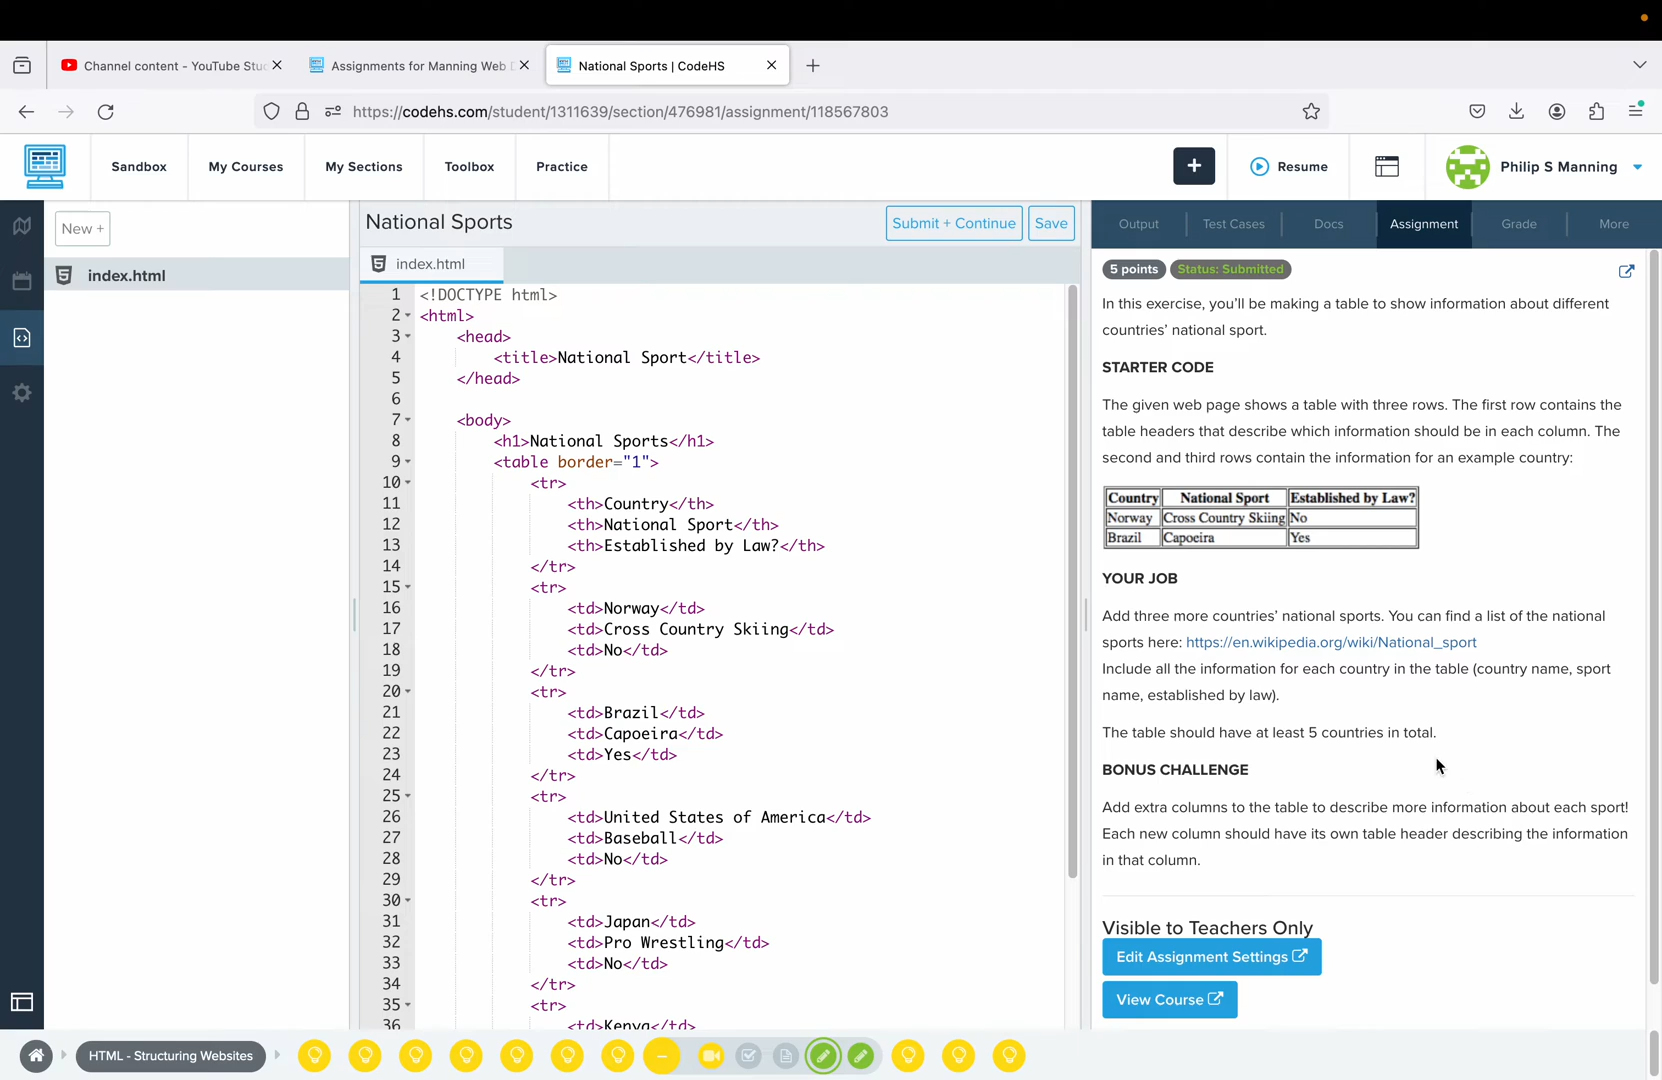 Channel content - YouTube Stu
Assignments for Manning Web D
National Sports | CodeHS
https://codehs.com/student/1311639/section/476981/assignment/118567803
Sandbox
My Courses
My Sections
Toolbox
Practice
Resume
Philip S Manning
New +
index.html
National Sports
Submit + Continue
Save
index.html
1 <!DOCTYPE html>
2 <html>
3 <head>
4 <title>National Sport</title>
5 </head>
6
7 <body>
8 <h1>National Sports</h1>
9 <table border="1">
10 <tr>
11 <th>Country</th>
12 <th>National Sport</th>
13 <th>Established by Law?</th>
14 </tr>
15 <tr>
16 <td>Norway</td>
17 <td>Cross Country Skiing</td>
18 <td>No</td>
19 </tr>
20 <tr>
21 <td>Brazil</td>
22 <td>Capoeira</td>
23 <td>Yes</td>
24 </tr>
25 <tr>
26 <td>United States of America</td>
27 <td>Baseball</td>
28 <td>No</td>
29 </tr>
30 <tr>
31 <td>Japan</td>
32 <td>Pro Wrestling</td>
33 <td>No</td>
34 </tr>
35 <tr>
36 <td>Kenya</td>
Output
Test Cases
Docs
Assignment
Grade
More
5 points
Status: Submitted
In this exercise, you'll be making a table to show information about different
countries' national sport.
STARTER CODE
The given web page shows a table with three rows. The first row contains the
table headers that describe which information should be in each column. The
second and third rows contain the information for an example country:
Country National Sport Established by Law?
Norway Cross Country Skiing No
Brazil Capoeira Yes
YOUR JOB
Add three more countries' national sports. You can find a list of the national
sports here: https://en.wikipedia.org/wiki/National_sport
Include all the information for each country in the table (country name, sport
name, established by law).
The table should have at least 5 countries in total.
BONUS CHALLENGE
Add extra columns to the table to describe more information about each sport!
Each new column should have its own table header describing the information
in that column.
Visible to Teachers Only
Edit Assignment Settings
View Course
HTML - Structuring Websites